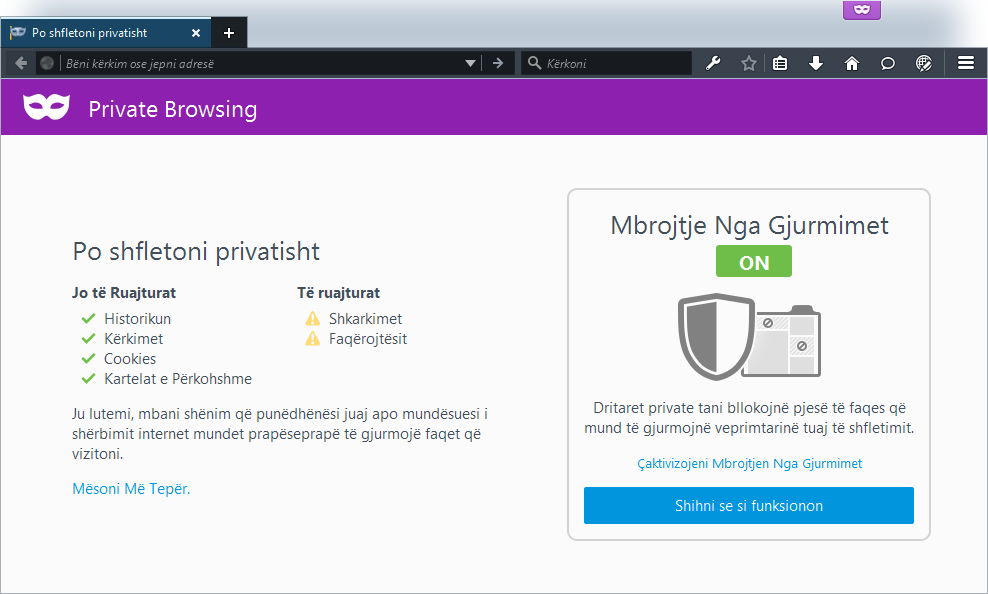 Po shfletoni privatisht
Bëni kërkim ose jepni adresë
Kërkoni
Private Browsing
Po shfletoni privatisht
Jo të Ruajturat
Historikun
Kërkimet
Cookies
Kartelat e Përkohshme
Të ruajturat
Shkarkimet
Faqërojtësit
Ju lutemi, mbani shënim që punëdhënësi juaj apo mundësuesi i
shërbimit internet mundet prapëseprapë të gjurmojë faqet që
vizitoni.
Mësoni Më Tepër.
Mbrojtje Nga Gjurmimet
ON
Dritaret private tani bllokojnë pjesë të faqes që
mund të gjurmojnë veprimtarinë tuaj të shfletimit.
Çaktivizojeni Mbrojtjen Nga Gjurmimet
Shihni se si funksionon